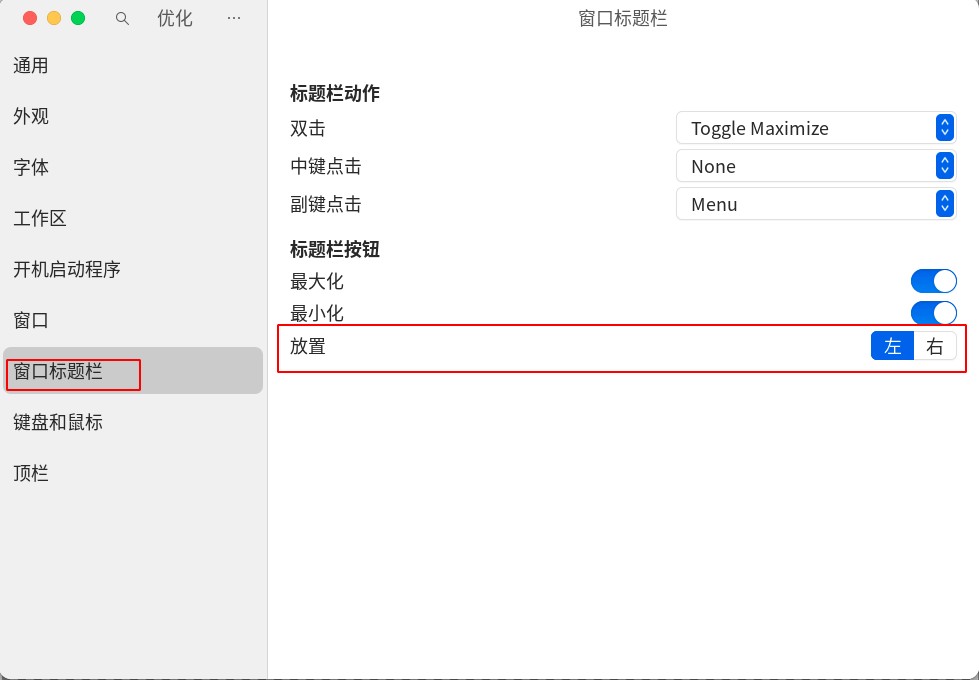 优化 ...
通用
外观
字体
工作区
开机启动程序
窗口
窗口标题栏
键盘和鼠标
顶栏
窗口标题栏
标题栏动作
双击 Toggle Maximize
中键点击 None
副键点击 Menu
标题栏按钮
最大化
最小化
放置 左 右